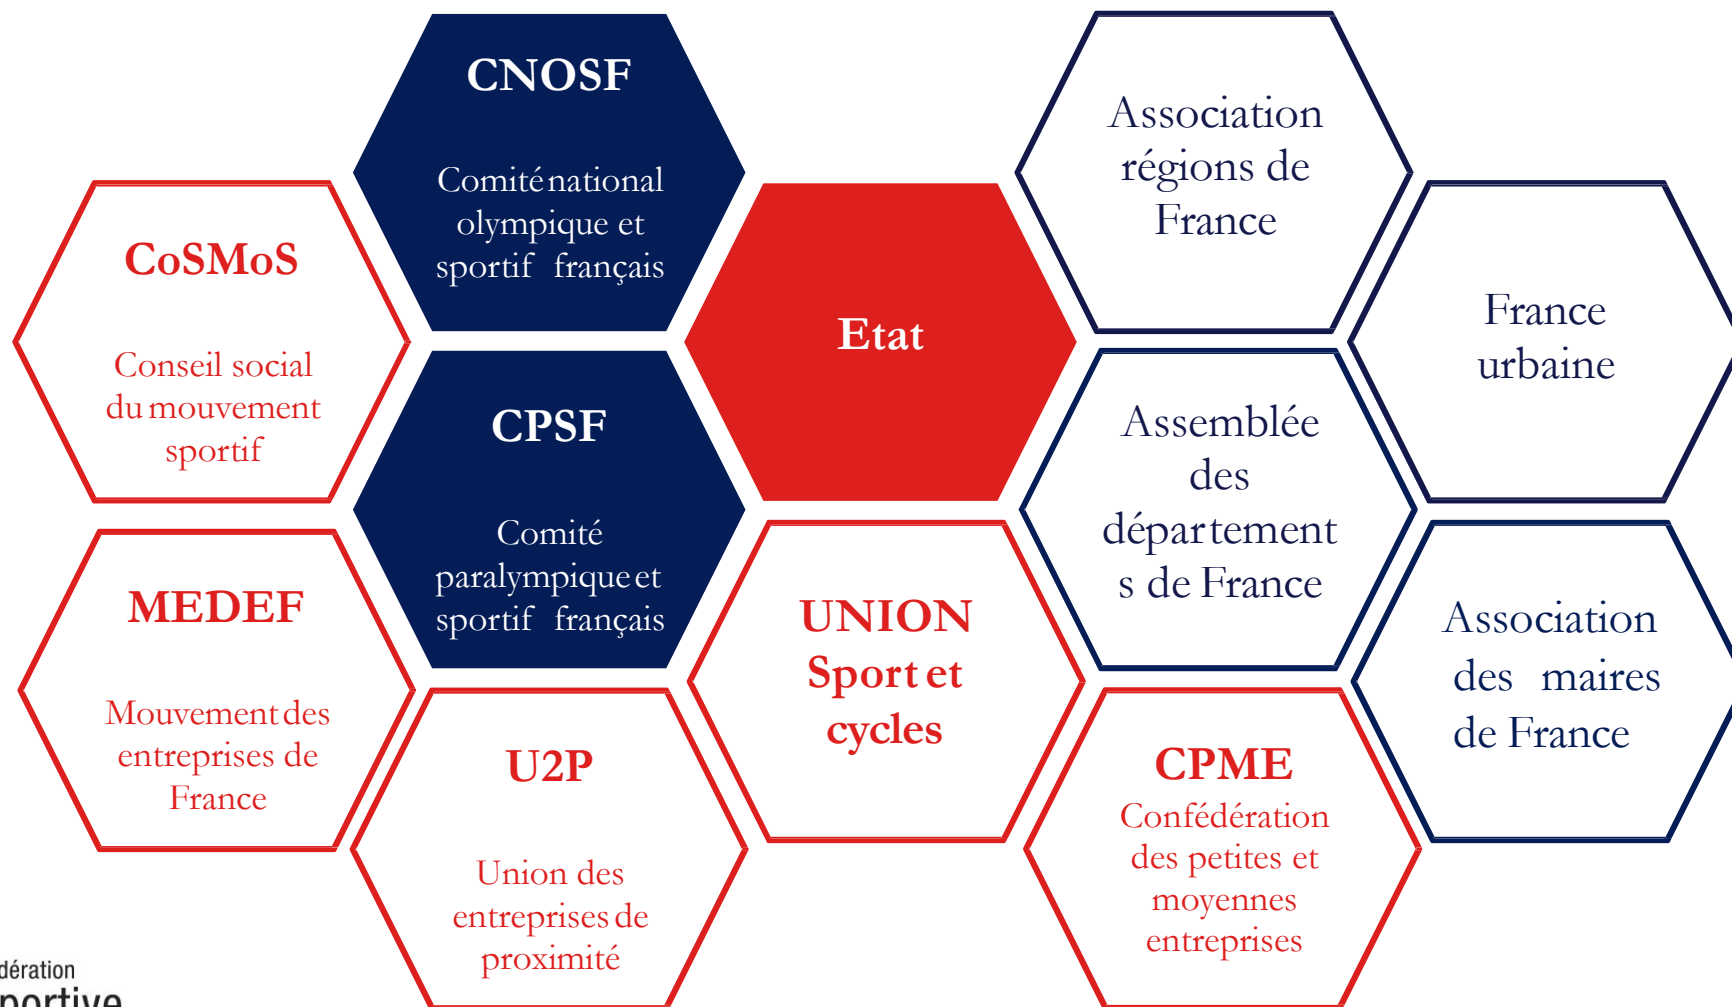 CNOSF
Comité national
olympique et
sportif français
Association
régions de
France
CoSMoS
Conseil social
du mouvement
sportif
Etat
France
urbaine
CPSF
Comité
paralympique et
sportif français
Assemblée
des
département
s de France
MEDEF
Mouvement des
entreprises de
France
UNION
Sport et
cycles
Association
des maires
de France
U2P
Union des
entreprises de
proximité
CPME
Confédération
des petites et
moyennes
entreprises
dération
portive